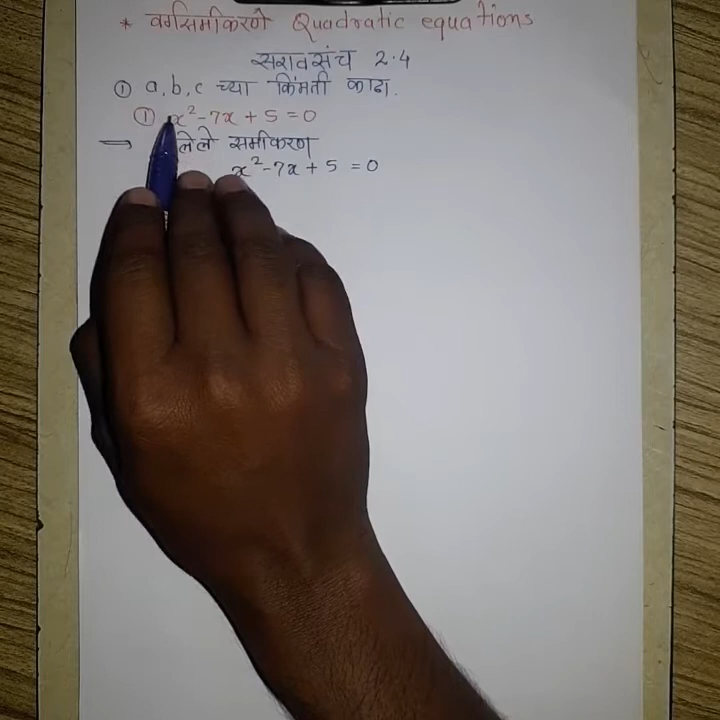 * वर्गसमीकरणे Quadratic equations
सरावसंच 2.4
① a, b, c च्या किंमती काढा.
① x²-7x + 5 = 0
→ लेले समीकरण
x²-7x + 5 = 0